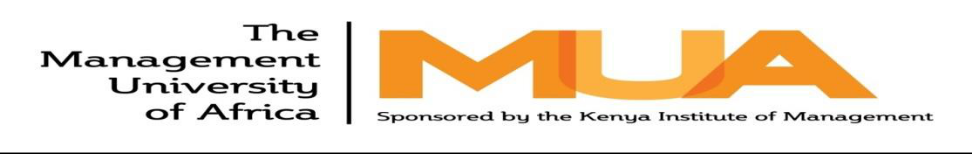 The
Management
University
of Africa
MUA
Sponsored by the Kenya Institute of Management